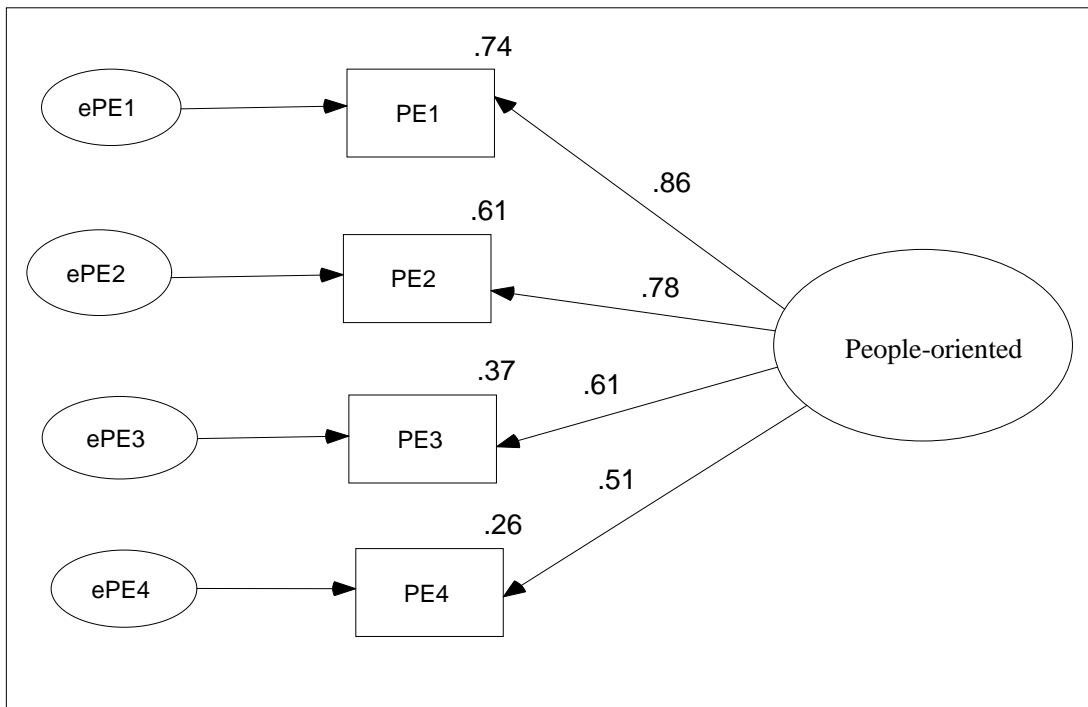 .74
ePE1
PE1
.86
.61
ePE2
PE2
.78
People-oriented
.37
.61
ePE3
PE3
.51
.26
ePE4
PE4